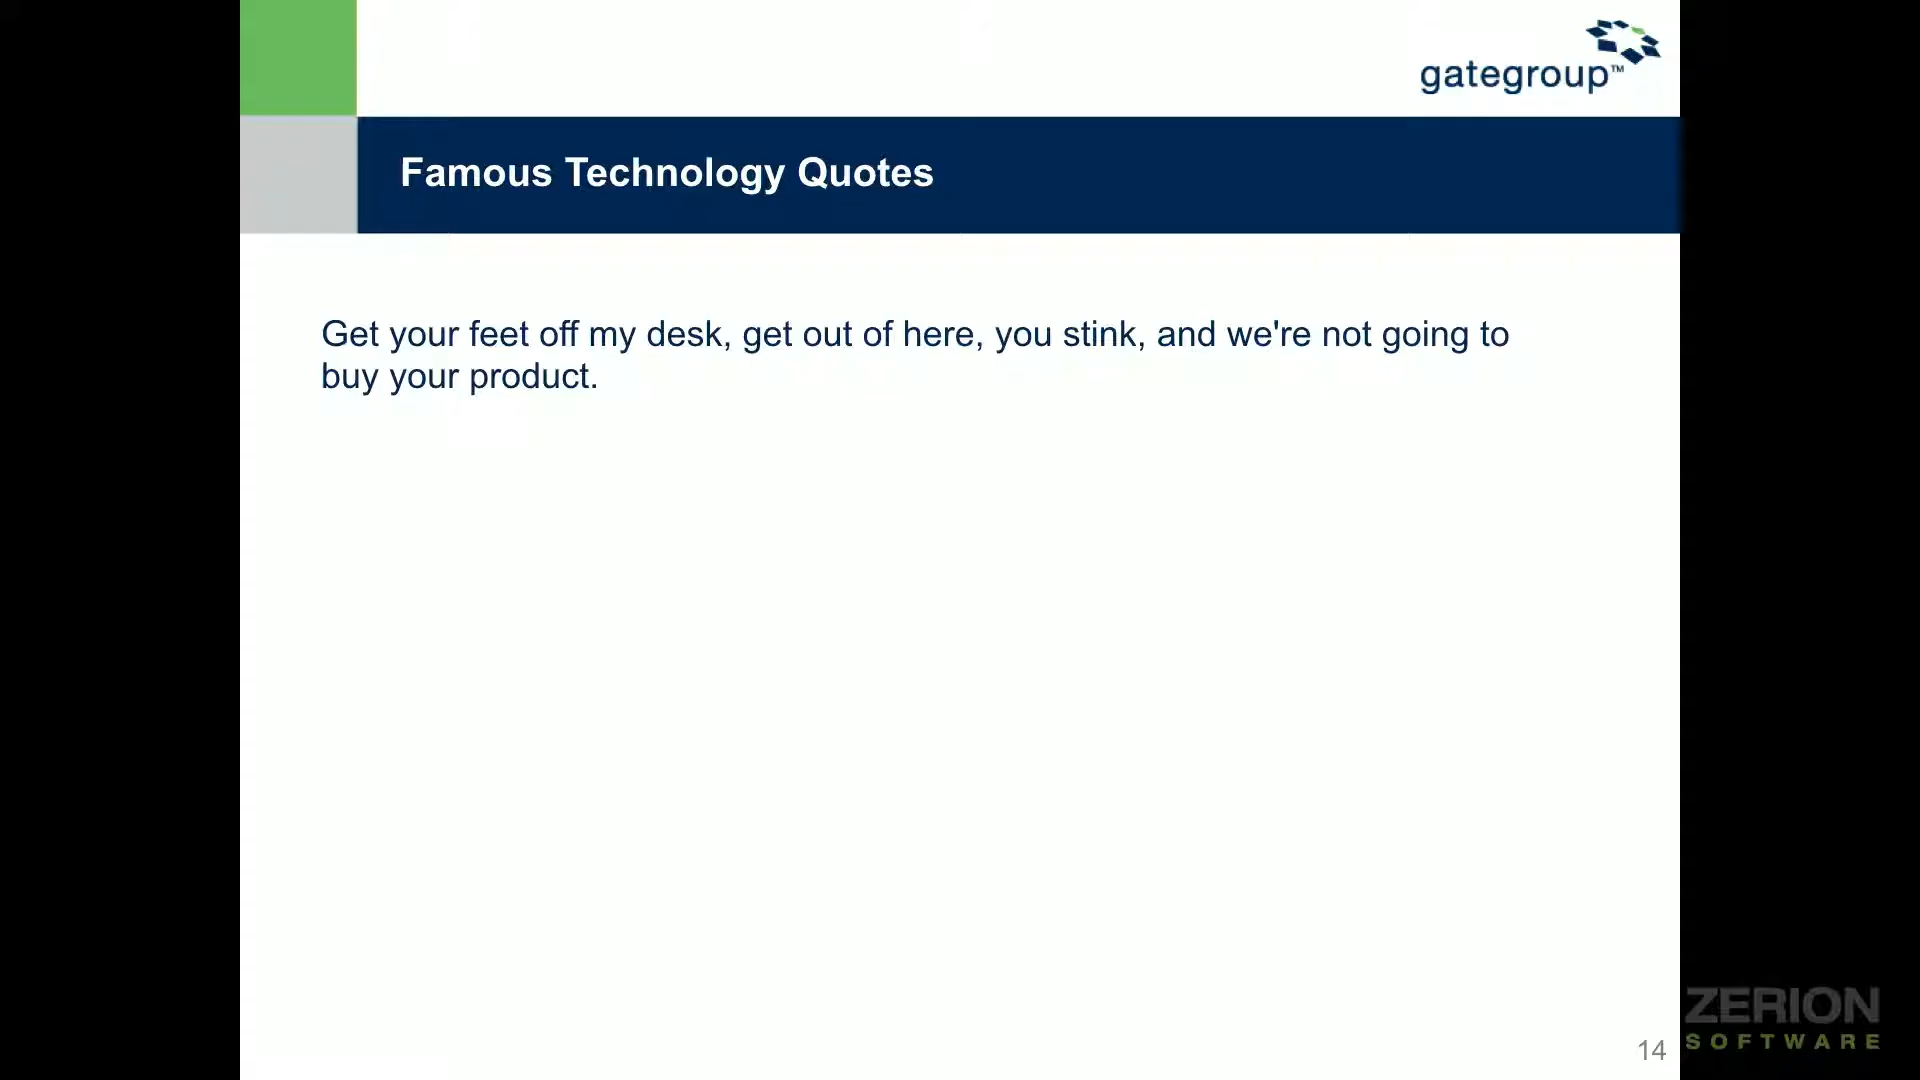 gategroup™
Famous Technology Quotes
Get your feet off my desk, get out of here, you stink, and we're not going to
buy your product.
14
ZERION
SOFTWARE